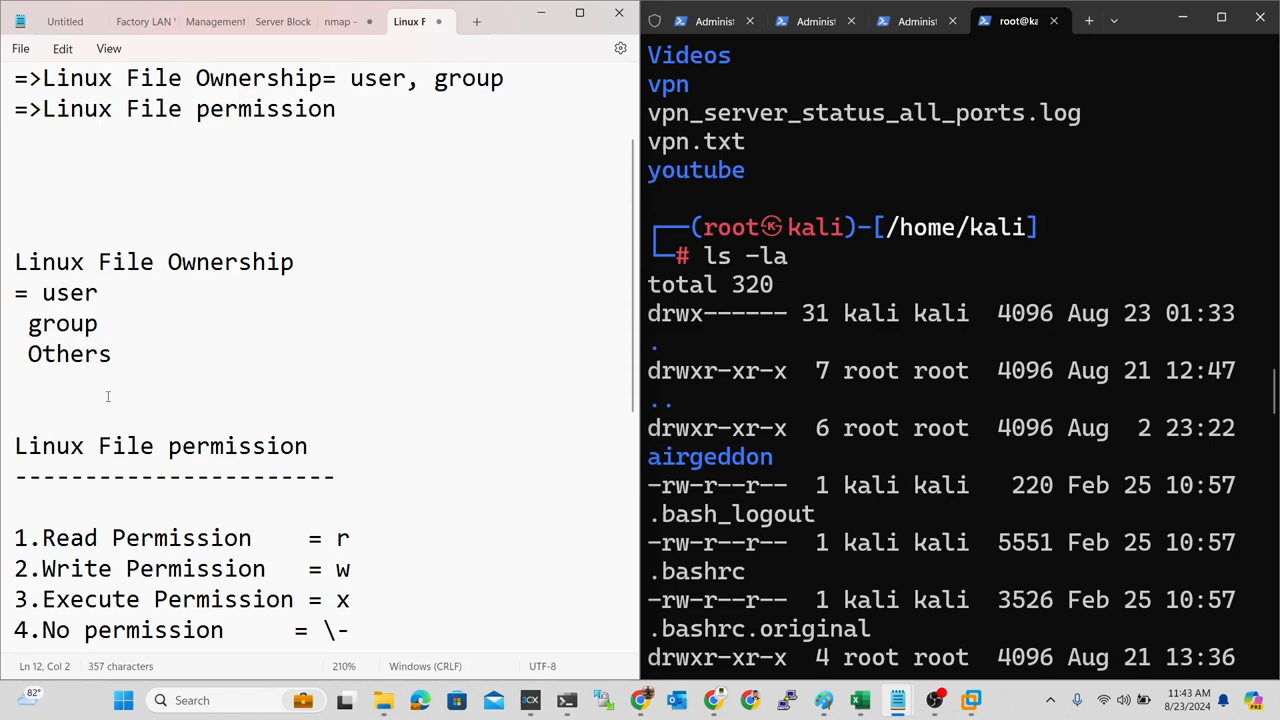 Untitled
Factory LAN
Management
Server Block
nmap -
Linux F
File
Edit
View
=>Linux File Ownership= user, group
=>Linux File permission
Linux File Ownership
= user
group
Others
Linux File permission
-----------------------
1.Read Permission = r
2.Write Permission = w
3.Execute Permission = x
4.No permission = \-
Ln 12, Col 2
357 characters
210%
Windows (CRLF)
UTF-8
Administ
Administ
Administ
root@ka
Videos
vpn
vpn_server_status_all_ports.log
vpn.txt
youtube
┌──(root㉿kali)-[/home/kali]
└─# ls -la
total 320
drwx------ 31 kali kali 4096 Aug 23 01:33
.
drwxr-xr-x 7 root root 4096 Aug 21 12:47
..
drwxr-xr-x 6 root root 4096 Aug 2 23:22
airgeddon
-rw-r--r-- 1 kali kali 220 Feb 25 10:57
.bash_logout
-rw-r--r-- 1 kali kali 5551 Feb 25 10:57
.bashrc
-rw-r--r-- 1 kali kali 3526 Feb 25 10:57
.bashrc.original
drwxr-xr-x 4 root root 4096 Aug 21 13:36
82°
Search
11:43 AM
8/23/2024